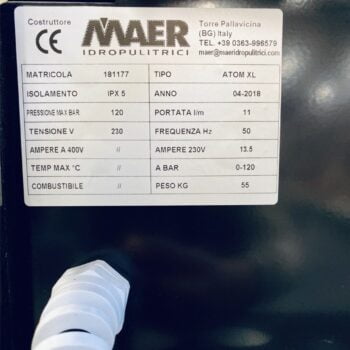 Costruttore
CE
MAER
IDROPULITRICI
Torre Pallavicina
(BG) Italy
TEL. +39 0363-996579
maer@maeridropulitrici.com
MATRICOLA 181177 TIPO ATOM XL
ISOLAMENTO IPX 5 ANNO 04-2018
PRESSIONE MAX BAR 120 PORTATA l/m 11
TENSIONE V 230 FREQUENZA Hz 50
AMPERE A 400V // AMPERE 230V 13.5
TEMP MAX °C // A BAR 0-120
COMBUSTIBILE // PESO KG 55